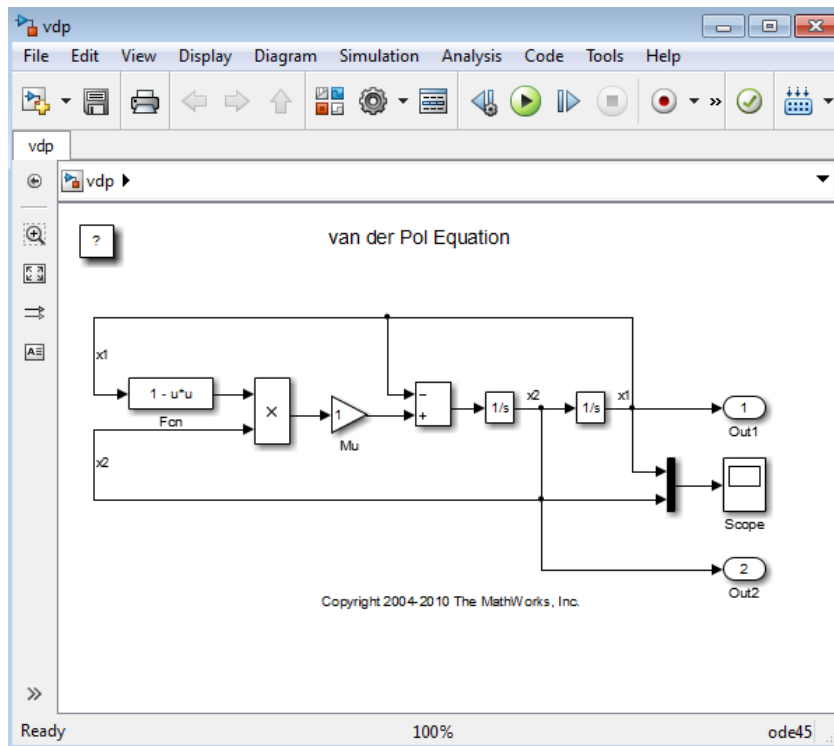 vdp
File Edit View Display Diagram Simulation Analysis Code Tools Help
vdp
vdp
?
van der Pol Equation
x1
1 - u*u
Fcn
×
1
Mu
−
+
1/s
x2
1/s
x1
1
Out1
x2
Scope
2
Out2
Copyright 2004-2010 The MathWorks, Inc.
Ready 100% ode45